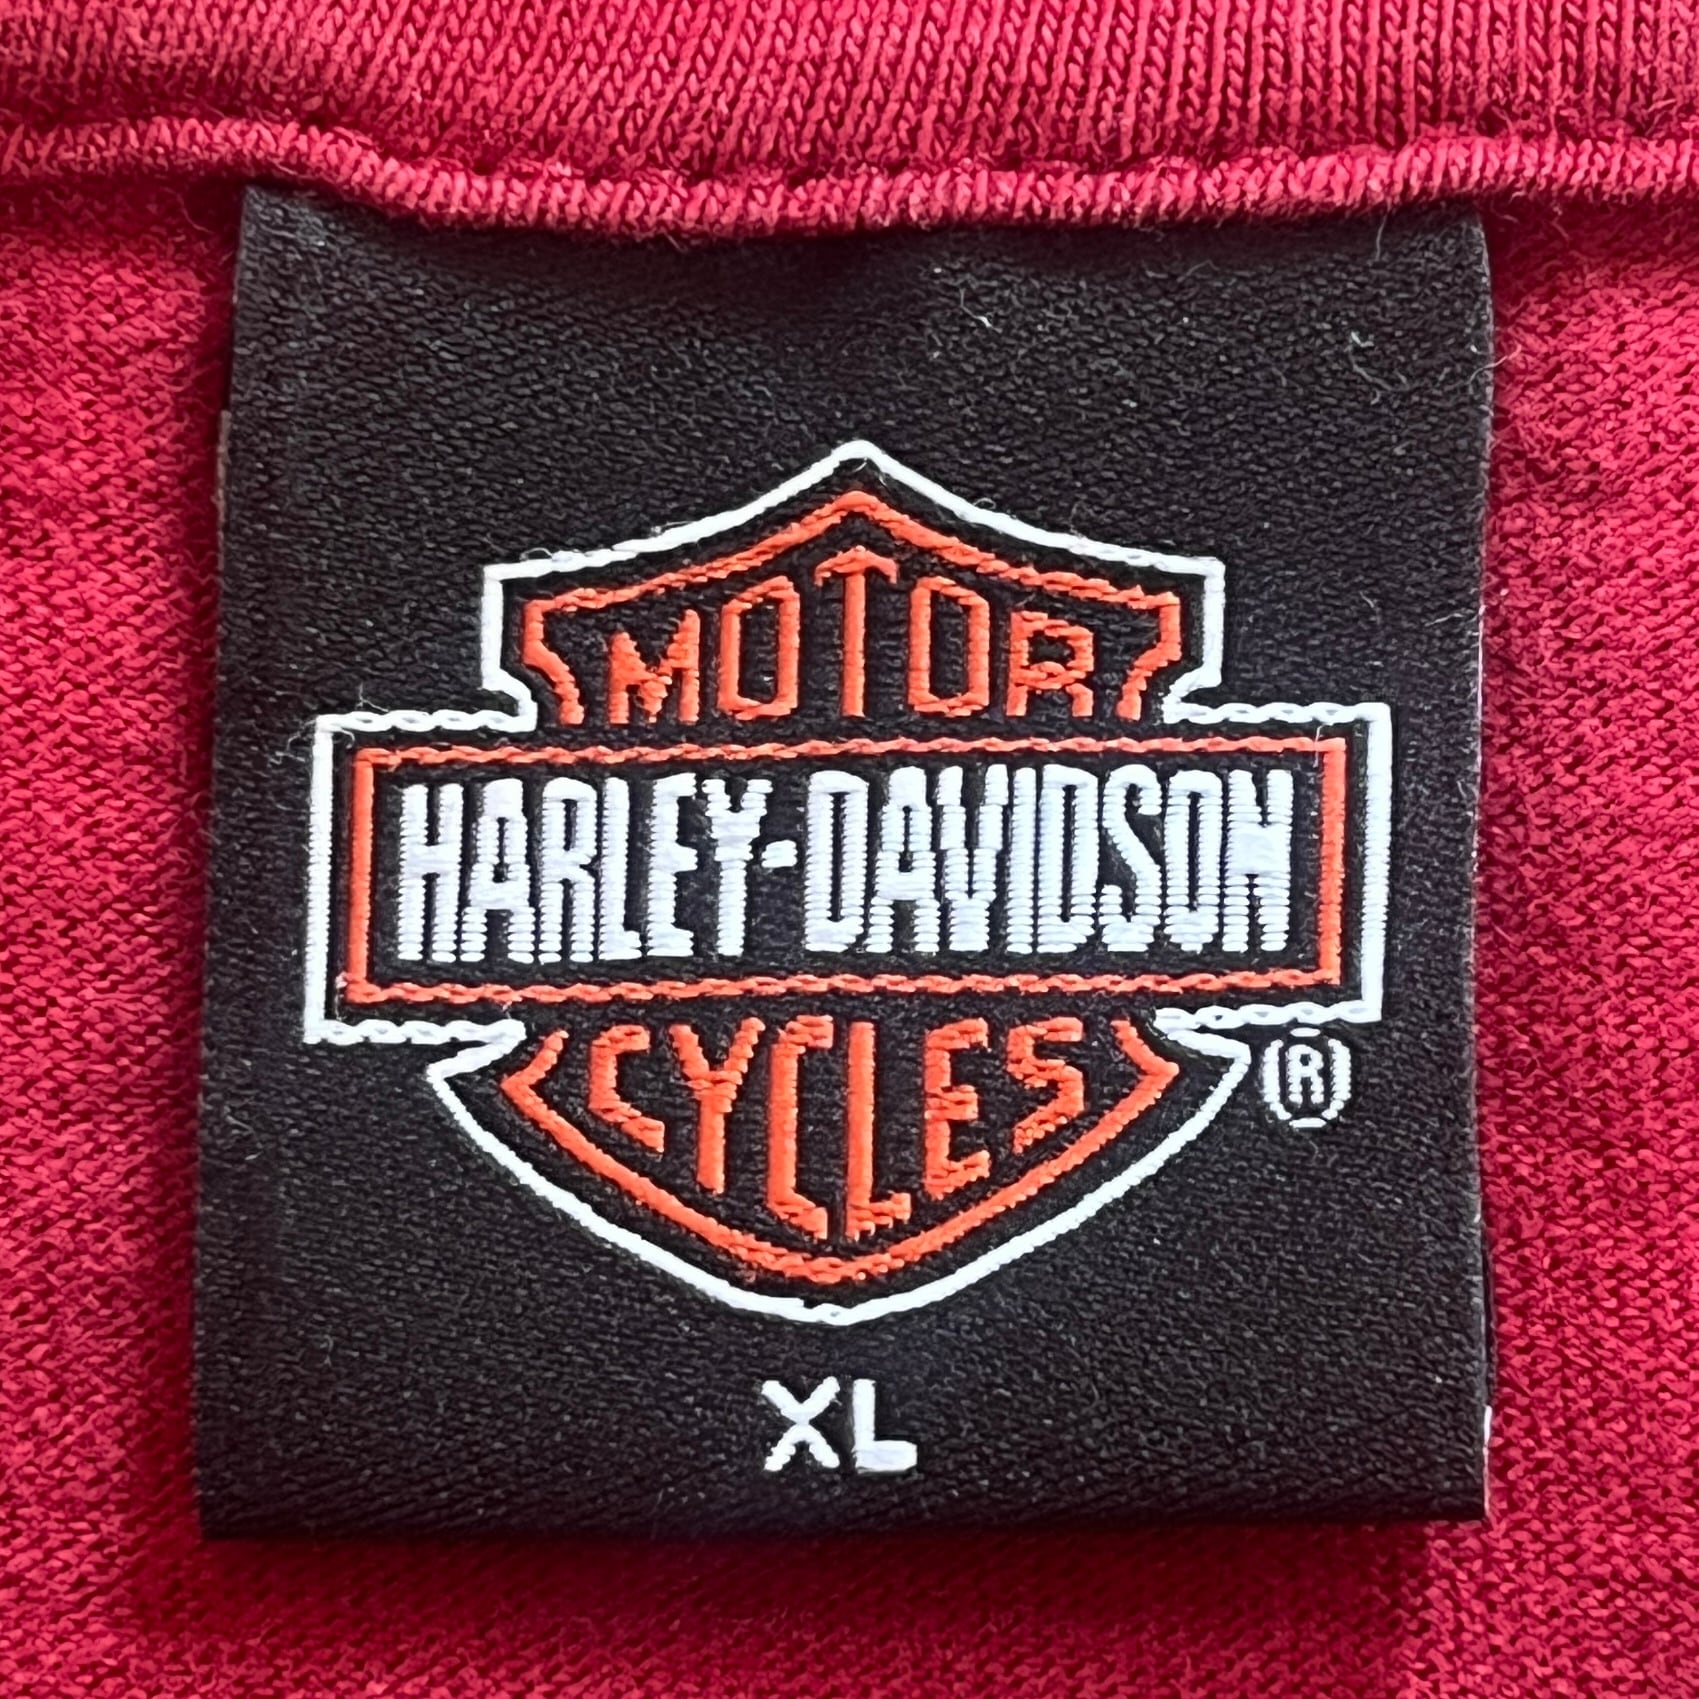 MOTOR
HARLEY-DAVIDSON
CYCLES
®
XL